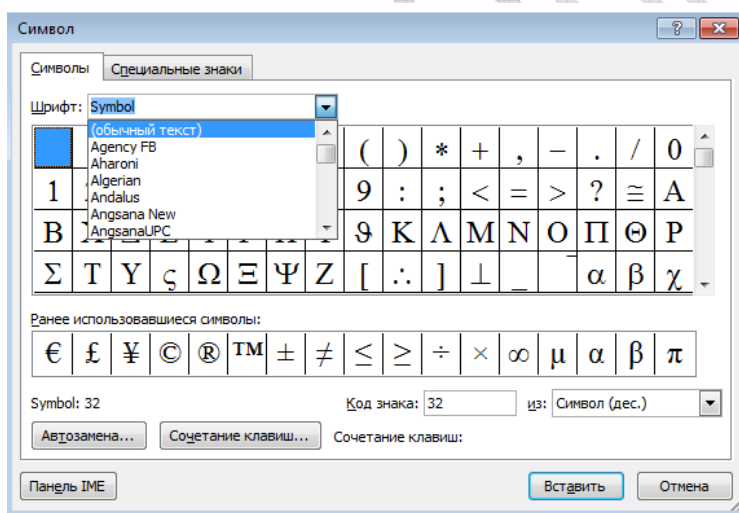 Символ
Символы Специальные знаки
Шрифт: Symbol
(обычный текст)
Agency FB
Aharoni
Algerian
Andalus
Angsana New
AngsanaUPC
( ) * + , − . / 0
1 9 : ; < = > ? ≅ Α
Β ϑ Κ Λ Μ Ν Ο Π Θ Ρ
Σ Τ Υ ς Ω Ξ Ψ Ζ [ ∴ ] ⊥ _ ‾ α β χ
Ранее использовавшиеся символы:
€ £ ¥ © ® ™ ± ≠ ≤ ≥ ÷ × ∞ µ α β π
Symbol: 32 Код знака: 32 из: Символ (дес.)
Автозамена... Сочетание клавиш... Сочетание клавиш:
Панель IME Вставить Отмена